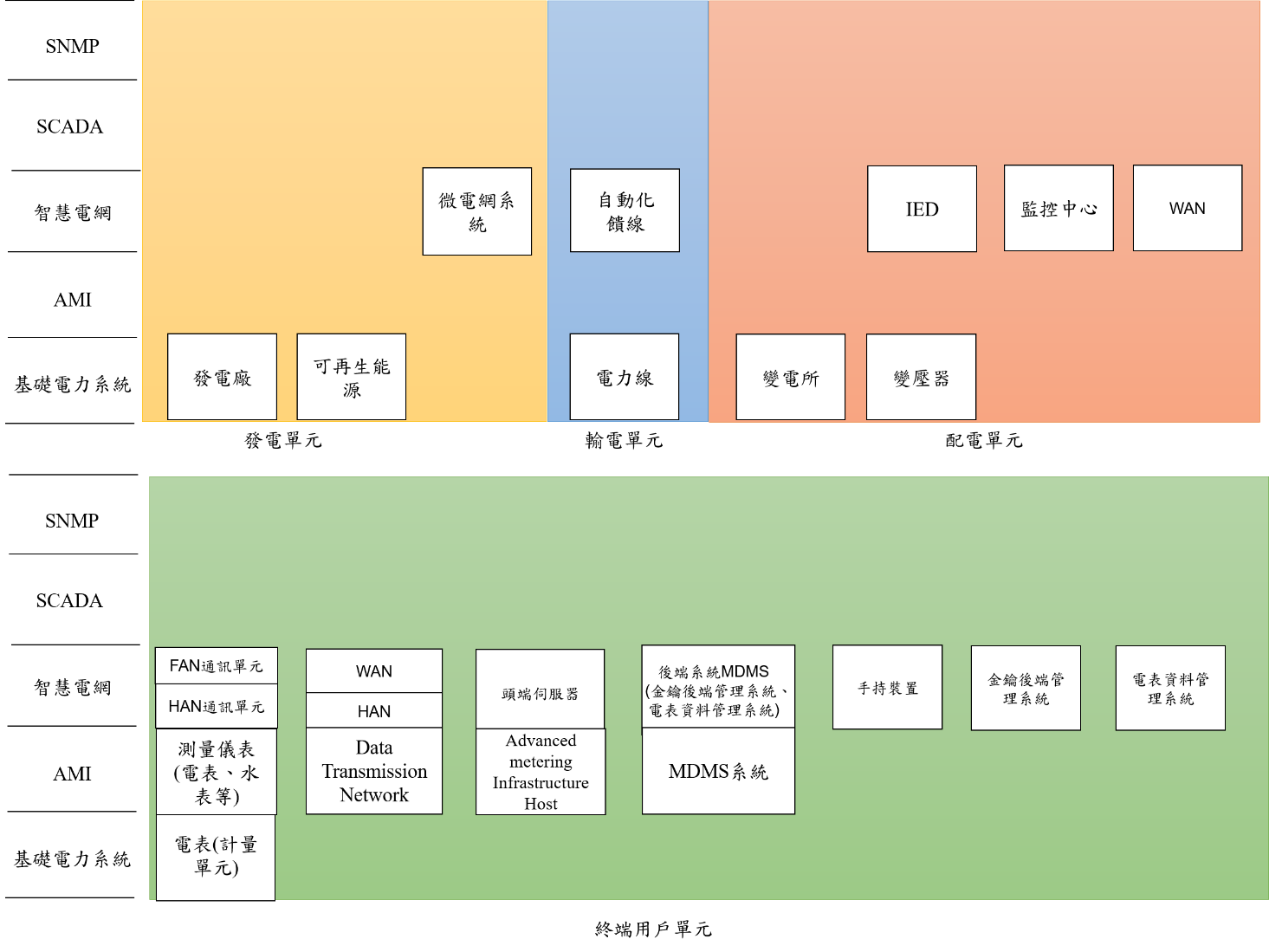 SNMP
SCADA
智慧電網
微電網系
統
自動化
饋線
IED
監控中心
WAN
AMI
基礎電力系統
發電廠
可再生能
源
電力線
變電所
變壓器
發電單元
輸電單元
配電單元
SNMP
SCADA
智慧電網
FAN通訊單元
HAN通訊單元
WAN
HAN
頭端伺服器
後端系統MDMS
(金鑰後端管理系統、
電表資料管理系統)
手持裝置
金鑰後端管
理系統
電表資料管
理系統
AMI
測量儀表
(電表、水
表等)
Data
Transmission
Network
Advanced
metering
Infrastructure
Host
MDMS系統
基礎電力系統
電表(計量
單元)
終端用戶單元